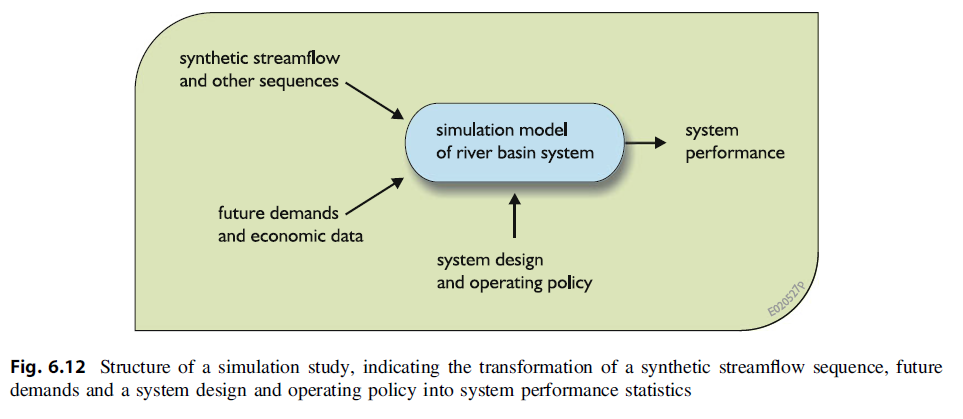 synthetic streamflow
and other sequences
simulation model
of river basin system
system
performance
future demands
and economic data
system design
and operating policy
E020527q
Fig. 6.12 Structure of a simulation study, indicating the transformation of a synthetic streamflow sequence, future
demands and a system design and operating policy into system performance statistics